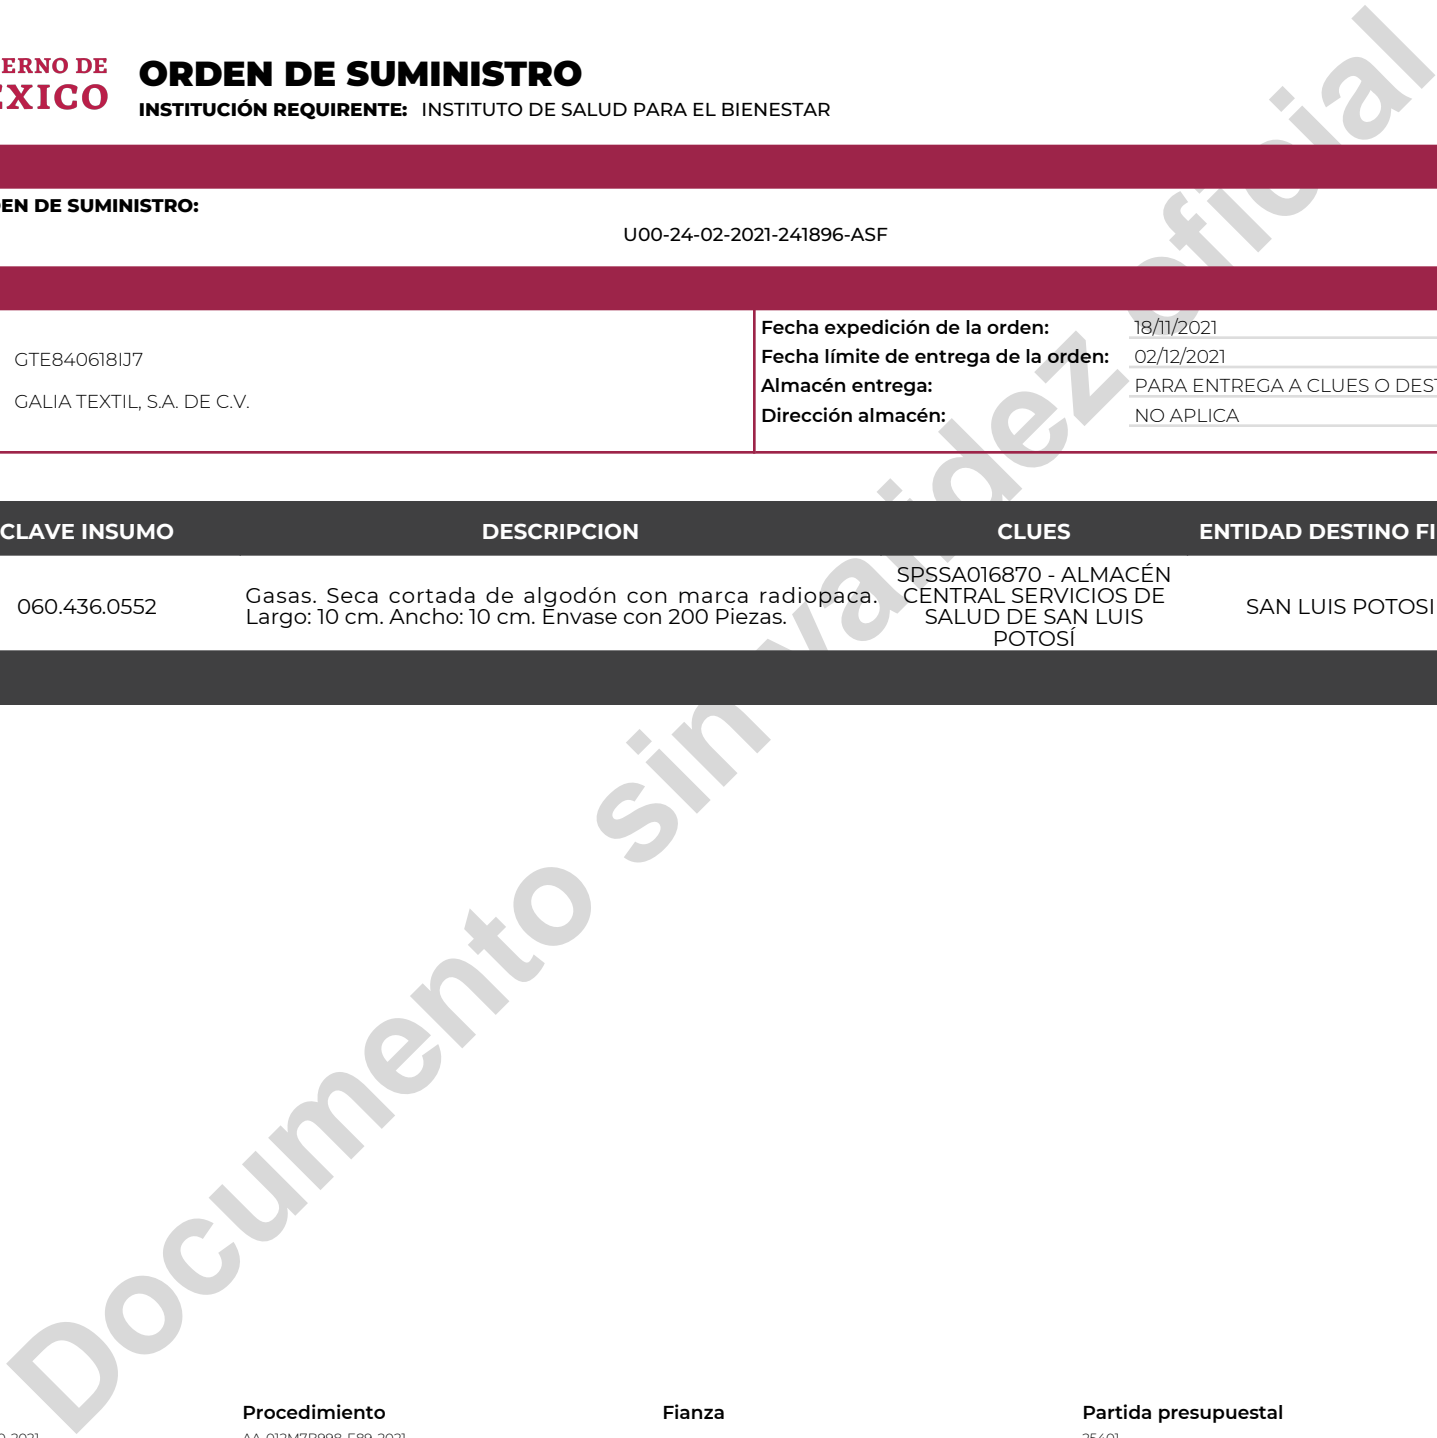 ERNO DE
ORDEN DE SUMINISTRO
EXICO
INSTITUCIÓN REQUIRENTE: INSTITUTO DE SALUD PARA EL BIENESTAR
EN DE SUMINISTRO:
U00-24-02-2021-241896-ASF
GTE840618IJ7
GALIA TEXTIL, S.A. DE C.V.
Fecha expedición de la orden: 18/11/2021
Fecha límite de entrega de la orden: 02/12/2021
Almacén entrega: PARA ENTREGA A CLUES O DEST
Dirección almacén: NO APLICA
CLAVE INSUMO DESCRIPCION CLUES ENTIDAD DESTINO FI
060.436.0552
Gasas. Seca cortada de algodón con marca radiopaca.
Largo: 10 cm. Ancho: 10 cm. Envase con 200 Piezas.
SPSSA016870 - ALMACÉN
CENTRAL SERVICIOS DE
SALUD DE SAN LUIS
POTOSÍ
SAN LUIS POTOSI
Documento sin validez oficial
Procedimiento Fianza Partida presupuestal